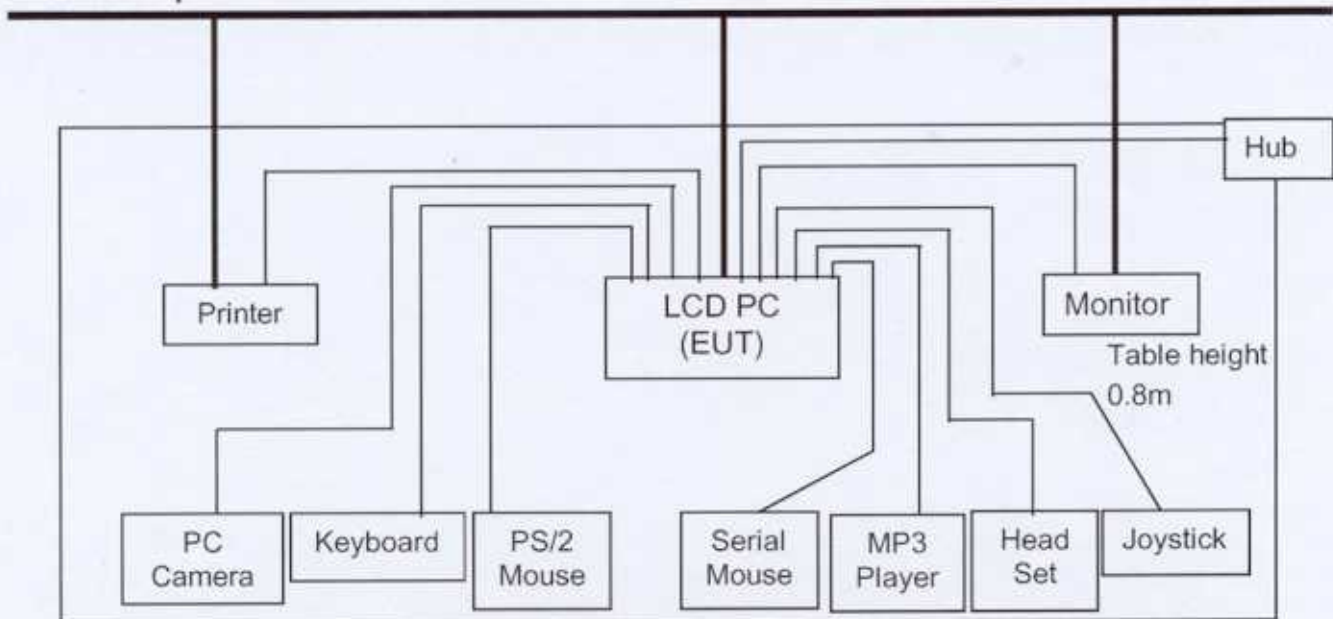 Hub
Printer
LCD PC
(EUT)
Monitor
Table height
0.8m
PC
Camera
Keyboard
PS/2
Mouse
Serial
Mouse
MP3
Player
Head
Set
Joystick